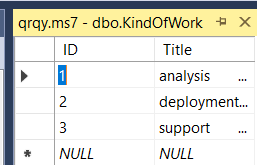 qrqy.ms7 - dbo.KindOfWork
ID Title
1 analysis ...
2 deployment...
3 support ...
NULL NULL